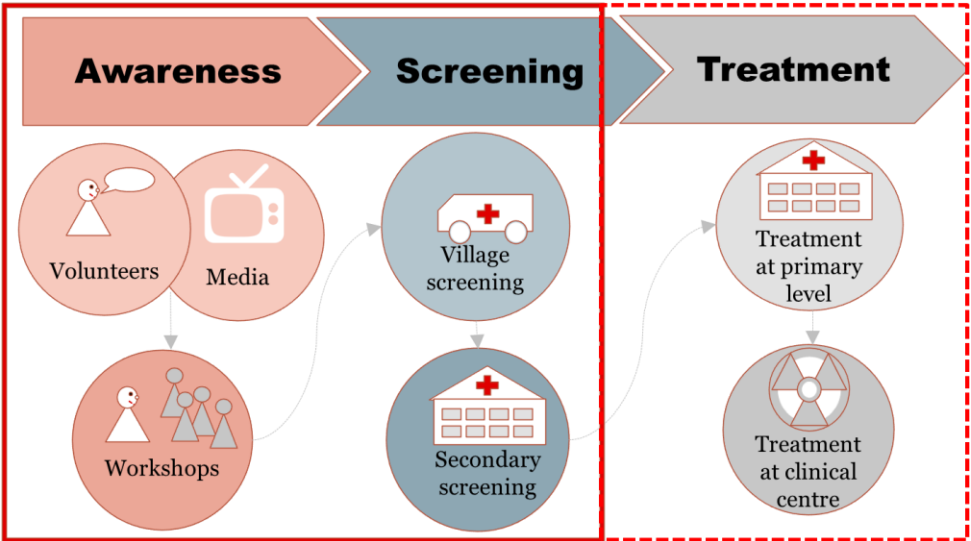 Awareness
Screening
Treatment
Volunteers
Media
Workshops
Village
screening
Secondary
screening
Treatment
at primary
level
Treatment
at clinical
centre